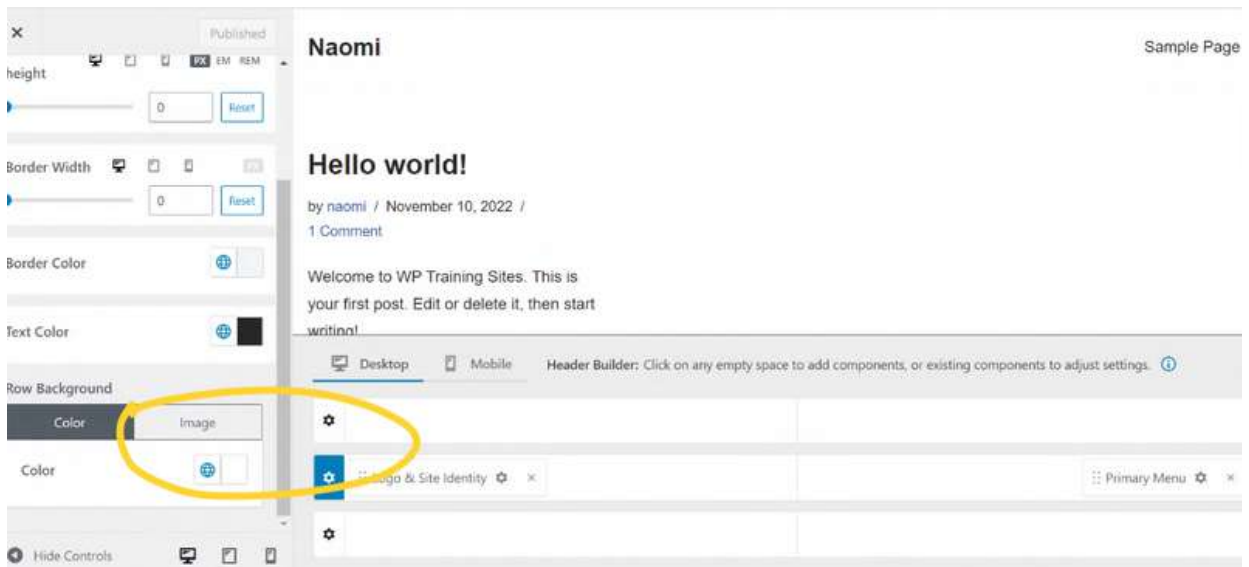 Published
Naomi
Sample Page
height
PX EM REM
0 Reset
Hello world!
Border Width
PX
0 Reset
by naomi / November 10, 2022 /
1 Comment
Border Color
Welcome to WP Training Sites. This is
your first post. Edit or delete it, then start
writing!
Text Color
Desktop Mobile Header Builder: Click on any empty space to add components, or existing components to adjust settings.
Row Background
Color Image
Color
Logo & Site Identity
Primary Menu
Hide Controls